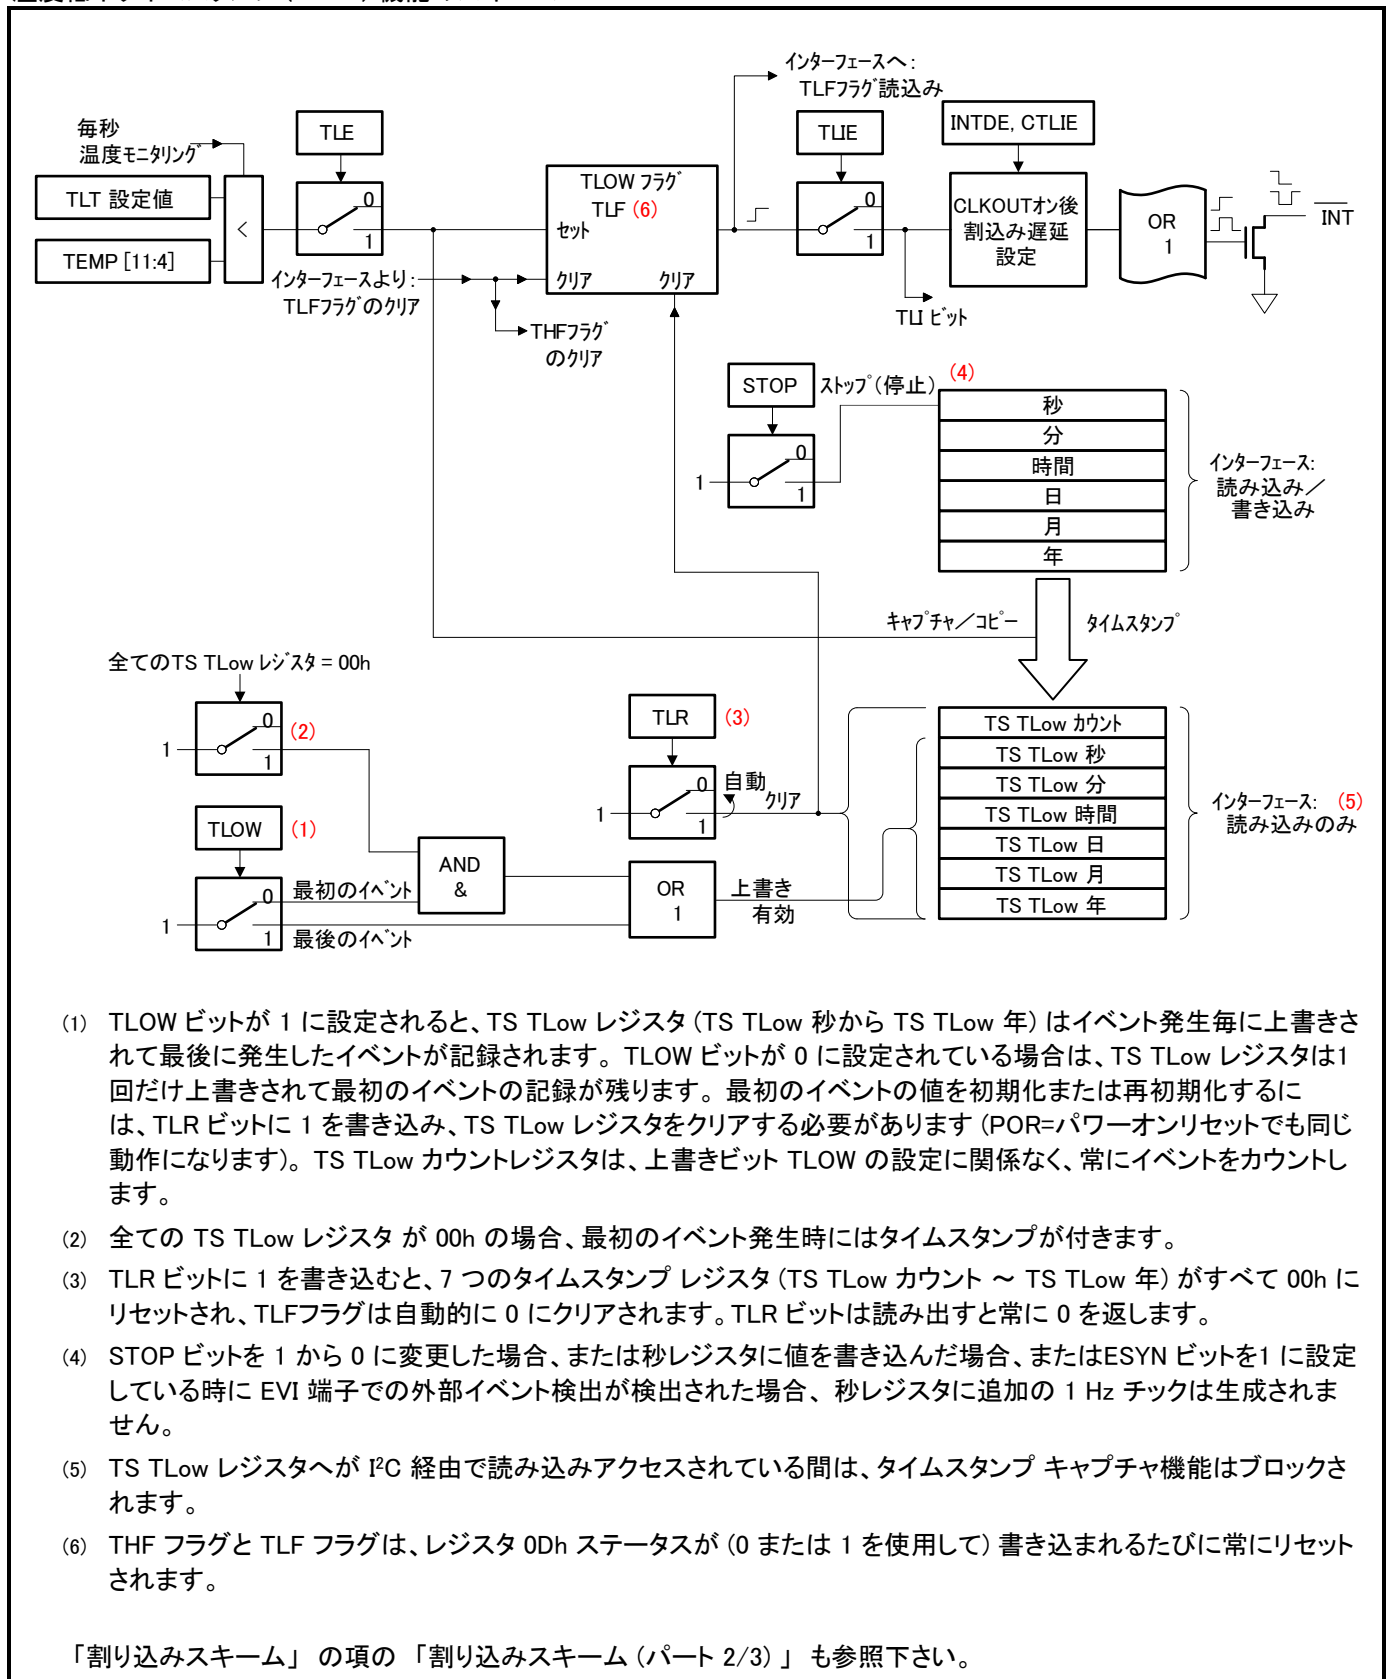 インターフェースへ:
TLFフラグ読込み
毎秒
温度モニタリング
TLE
TLIE
INTDE, CTLIE
TLT 設定値
TEMP [11:4]
<
0
1
TLOW フラグ
TLF (6)
セット
クリア
クリア
0
1
CLKOUTオン後
割込み遅延
設定
OR
1
INT
インターフェースより:
TLFフラグのクリア
THFフラグ
のクリア
TLI ビット
STOP
ストップ(停止)
(4)
1
0
1
秒
分
時間
日
月
年
インターフェース:
読み込み/
書き込み
キャプチャ/コピー
タイムスタンプ
全てのTS TLow レジスタ = 00h
1
0
1
(2)
TLR
(3)
1
0
1
自動
クリア
TLOW
(1)
1
0
1
最初のイベント
最後のイベント
AND
&
OR
1
上書き
有効
TS TLow カウント
TS TLow 秒
TS TLow 分
TS TLow 時間
TS TLow 日
TS TLow 月
TS TLow 年
インターフェース: (5)
読み込みのみ
(1) TLOW ビットが 1 に設定されると、TS TLow レジスタ (TS TLow 秒から TS TLow 年) はイベント発生毎に上書きさ
れて最後に発生したイベントが記録されます。 TLOW ビットが 0 に設定されている場合は、TS TLow レジスタは1
回だけ上書きされて最初のイベントの記録が残ります。 最初のイベントの値を初期化または再初期化するに
は、TLR ビットに 1 を書き込み、TS TLow レジスタをクリアする必要があります (POR=パワーオンリセットでも同じ
動作になります)。 TS TLow カウントレジスタは、上書きビット TLOW の設定に関係なく、常にイベントをカウントし
ます。
(2) 全ての TS TLow レジスタ が 00h の場合、最初のイベント発生時にはタイムスタンプが付きます。
(3) TLR ビットに 1 を書き込むと、7 つのタイムスタンプ レジスタ (TS TLow カウント ～ TS TLow 年) がすべて 00h に
リセットされ、TLFフラグは自動的に 0 にクリアされます。TLR ビットは読み出すと常に 0 を返します。
(4) STOP ビットを 1 から 0 に変更した場合、または秒レジスタに値を書き込んだ場合、またはESYN ビットを1 に設定
している時に EVI 端子での外部イベント検出が検出された場合、 秒レジスタに追加の 1 Hz チックは生成されま
せん。
(5) TS TLow レジスタへが I²C 経由で読み込みアクセスされている間は、タイムスタンプ キャプチャ機能はブロックさ
れます。
(6) THF フラグと TLF フラグは、レジスタ 0Dh ステータスが (0 または 1 を使用して) 書き込まれるたびに常にリセット
されます。
「割り込みスキーム」 の項の 「割り込みスキーム (パート 2/3) 」 も参照下さい。